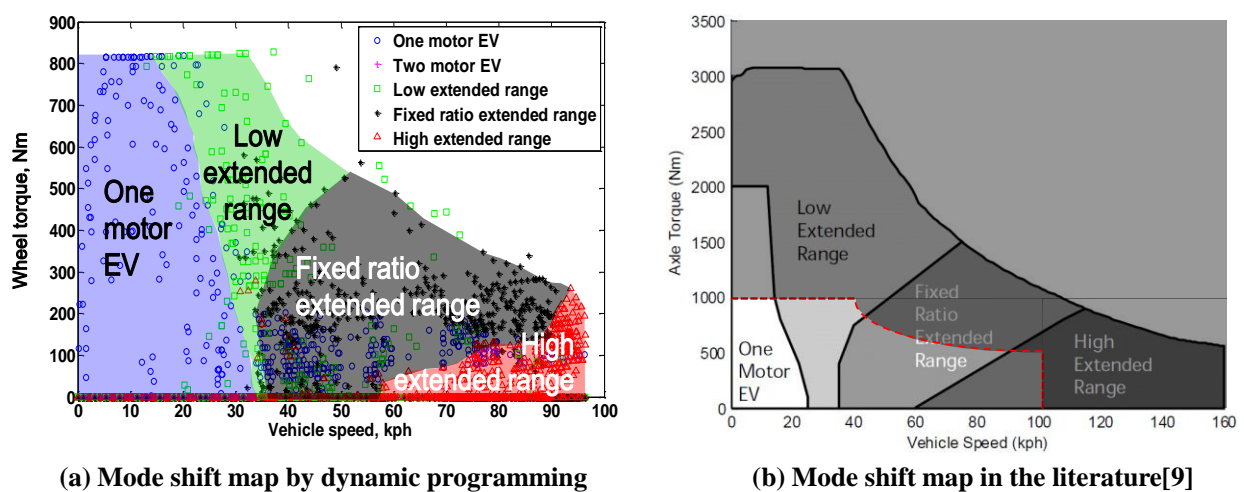 900
800
700
600
500
400
300
200
100
0
Wheel torque, Nm
0 10 20 30 40 50 60 70 80 90 100
Vehicle speed, kph
One motor EV
Two motor EV
Low extended range
Fixed ratio extended range
High extended range
One
motor
EV
Low
extended
range
Fixed ratio
extended range
High
extended range
(a) Mode shift map by dynamic programming
3500
3000
2500
2000
1500
1000
500
0
Axle Torque (Nm)
0 20 40 60 80 100 120 140 160
Vehicle Speed (kph)
Low
Extended
Range
Fixed
Ratio
Extended
Range
One
Motor
EV
High
Extended
Range
(b) Mode shift map in the literature[9]